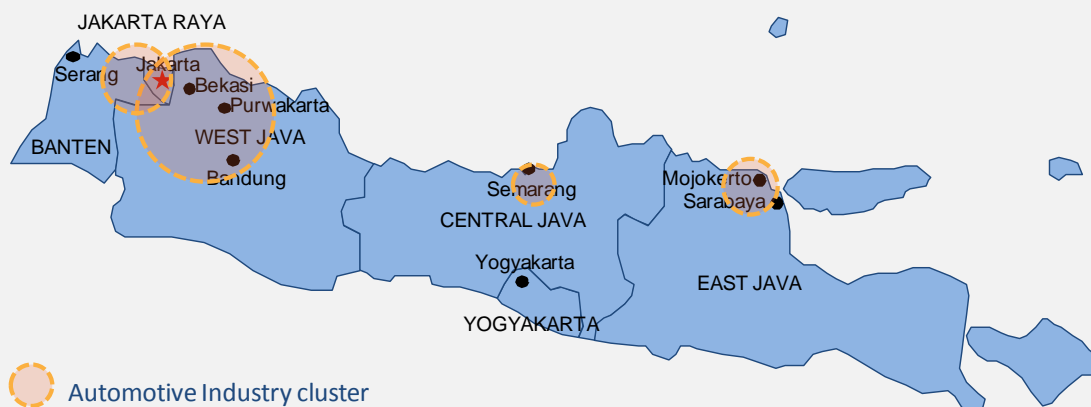 JAKARTA RAYA
Jakarta
Serang
Bekasi
Purwakarta
WEST JAVA
BANTEN
Bandung
Semarang
Mojokerto
Sarabaya
CENTRAL JAVA
Yogyakarta
EAST JAVA
YOGYAKARTA
Automotive Industry cluster